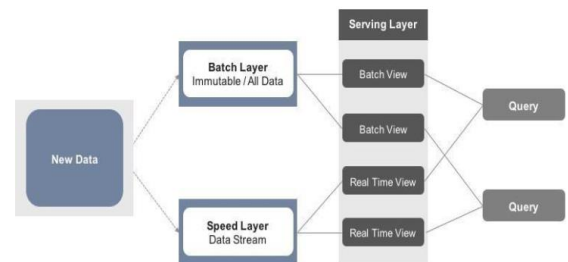 Serving Layer
Batch Layer
Immutable / All Data
Batch View
Query
Batch View
New Data
Real Time View
Query
Speed Layer
Data Stream
Real Time View